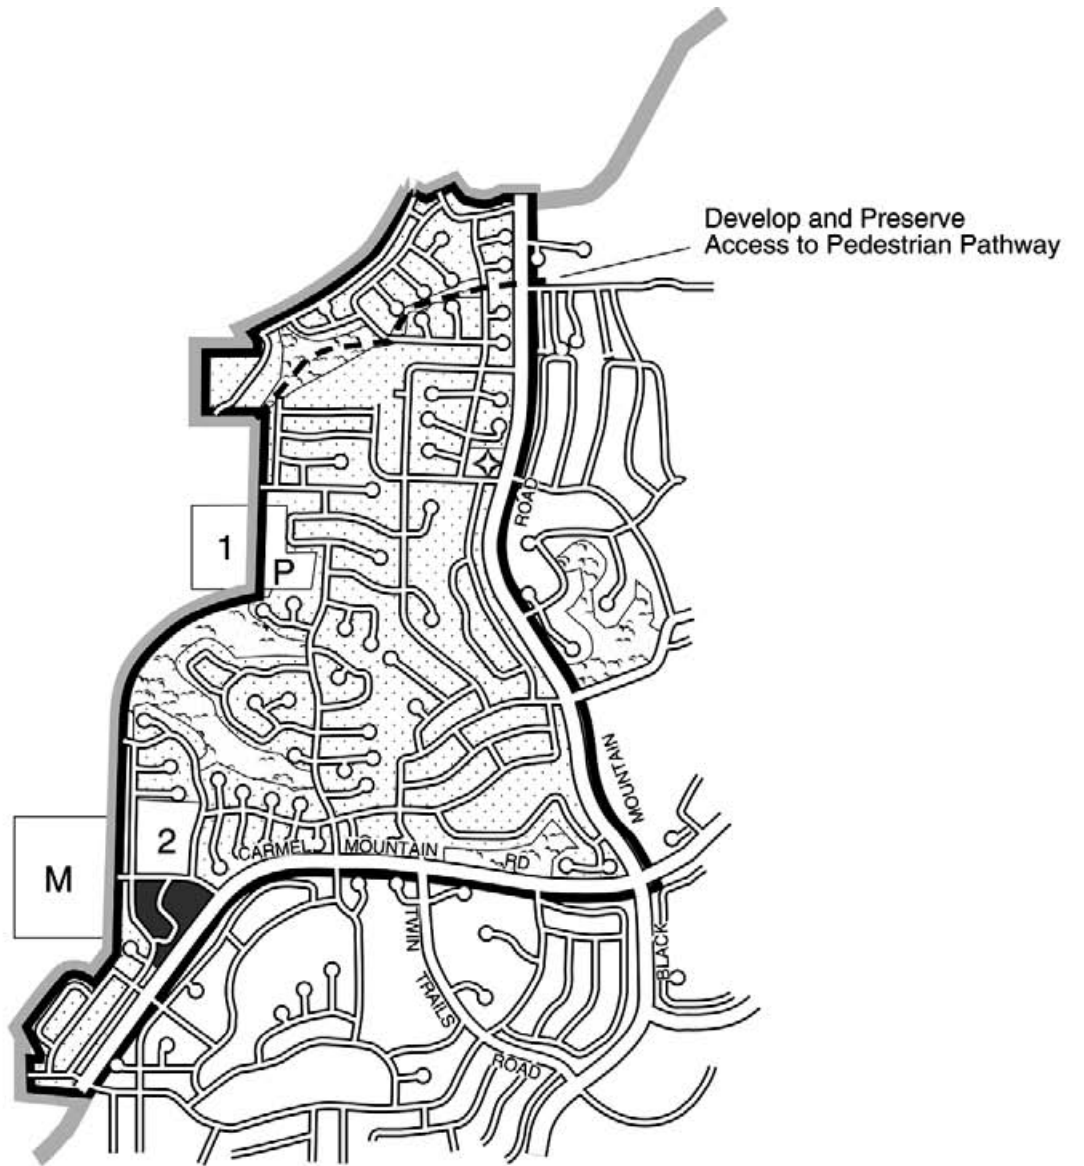 Develop and Preserve
Access to Pedestrian Pathway
ROAD
1
P
MOUNTAIN
2
CARMEL MOUNTAIN RD
M
TWIN
TRAILS
ROAD
BLACK